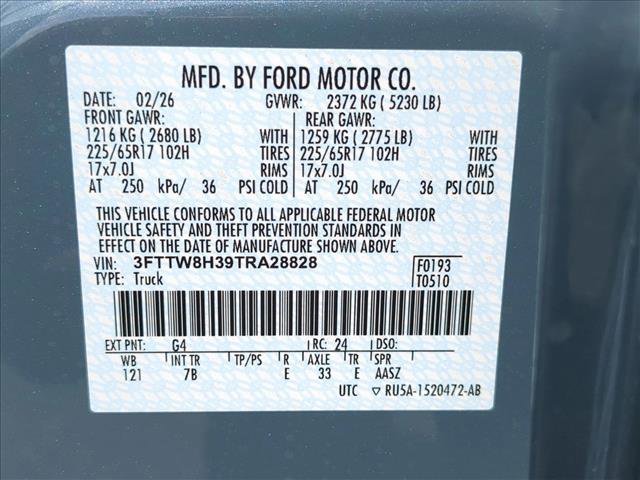 MFD. BY FORD MOTOR CO.
DATE: 02/26 GVWR: 2372 KG ( 5230 LB)
FRONT GAWR: REAR GAWR:
1216 KG ( 2680 LB) WITH 1259 KG ( 2775 LB) WITH
225/65R17 102H TIRES 225/65R17 102H TIRES
17x7.0J RIMS 17x7.0J RIMS
AT 250 kPa/ 36 PSI COLD AT 250 kPa/ 36 PSI COLD
THIS VEHICLE CONFORMS TO ALL APPLICABLE FEDERAL MOTOR
VEHICLE SAFETY AND THEFT PREVENTION STANDARDS IN
EFFECT ON THE DATE OF MANUFACTURE SHOWN ABOVE.
VIN: 3FTTW8H39TRA28828 F0193
TYPE: Truck T0510
EXT PNT: G4 RC: 24 DSO:
WB INT TR TP/PS R AXLE TR SPR
121 7B E 33 E AASZ
UTC ▽ RU5A-1520472-AB